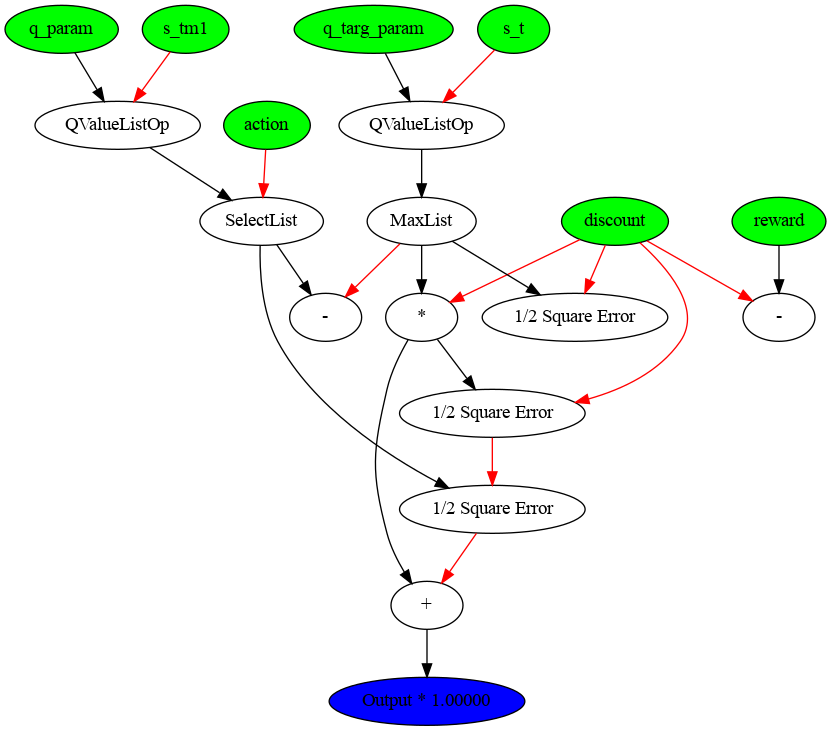 q_param
s_tm1
q_targ_param
s_t
QValueListOp
action
QValueListOp
SelectList
MaxList
discount
reward
-
*
1/2 Square Error
-
1/2 Square Error
1/2 Square Error
+
Output * 1.00000